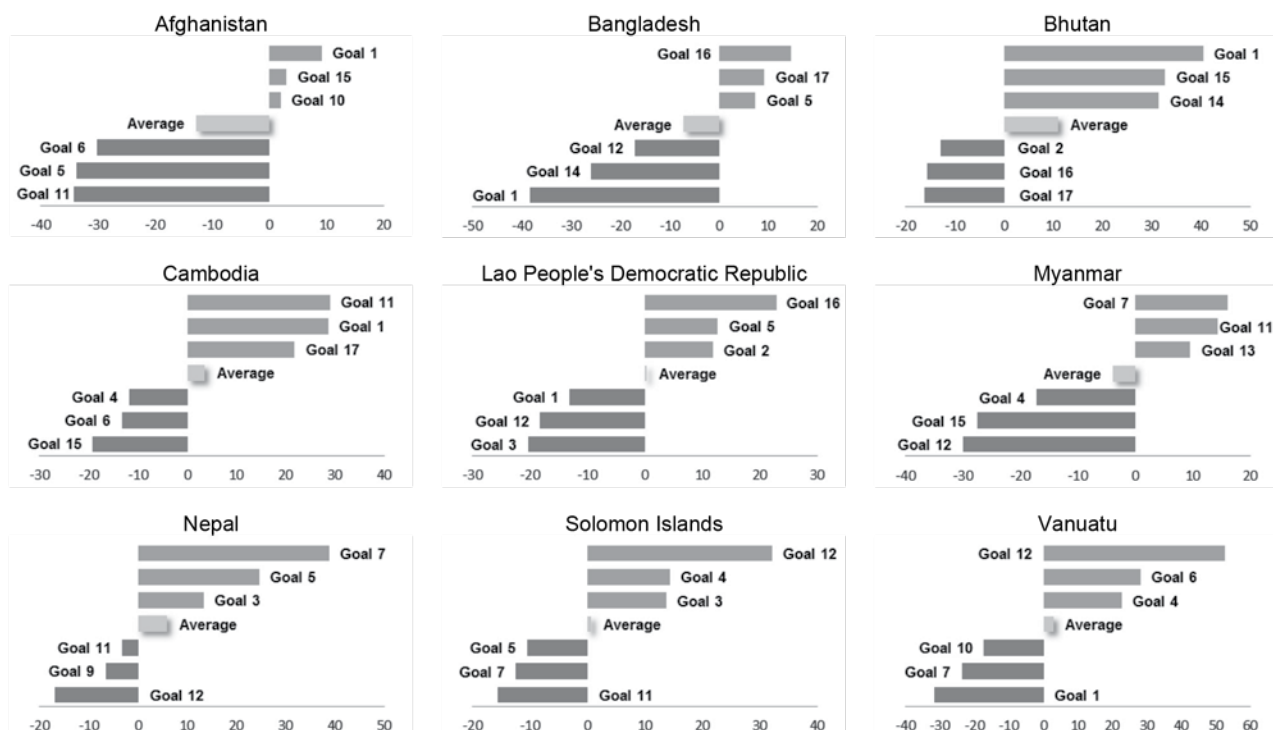 Afghanistan
Goal 1
Goal 15
Goal 10
Average
Goal 6
Goal 5
Goal 11
-40 -30 -20 -10 0 10 20
Bangladesh
Goal 16
Goal 17
Goal 5
Average
Goal 12
Goal 14
Goal 1
-50 -40 -30 -20 -10 0 10 20
Bhutan
Goal 1
Goal 15
Goal 14
Average
Goal 2
Goal 16
Goal 17
-20 -10 0 10 20 30 40 50
Cambodia
Goal 11
Goal 1
Goal 17
Average
Goal 4
Goal 6
Goal 15
-30 -20 -10 0 10 20 30 40
Lao People's Democratic Republic
Goal 16
Goal 5
Goal 2
Average
Goal 1
Goal 12
Goal 3
-30 -20 -10 0 10 20 30
Myanmar
Goal 7
Goal 11
Goal 13
Average
Goal 4
Goal 15
Goal 12
-40 -30 -20 -10 0 10 20
Nepal
Goal 7
Goal 5
Goal 3
Average
Goal 11
Goal 9
Goal 12
-20 -10 0 10 20 30 40 50
Solomon Islands
Goal 12
Goal 4
Goal 3
Average
Goal 5
Goal 7
Goal 11
-20 -10 0 10 20 30 40
Vanuatu
Goal 12
Goal 6
Goal 4
Average
Goal 10
Goal 7
Goal 1
-40 -30 -20 -10 0 10 20 30 40 50 60